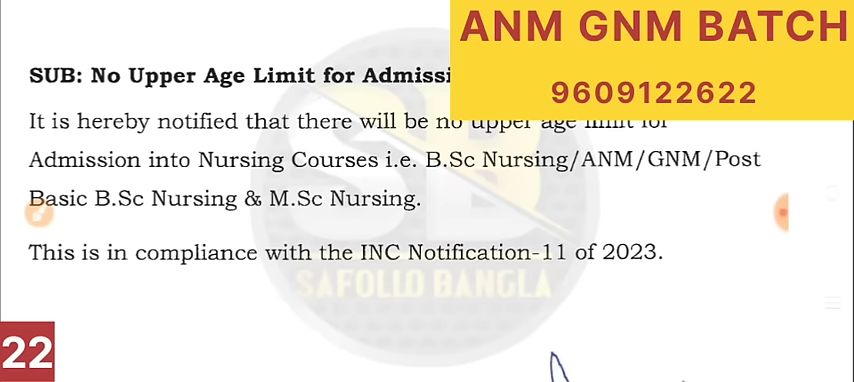 ANM GNM BATCH
9609122622
SUB: No Upper Age Limit for Admissi
It is hereby notified that there will be no upper age limit for
Admission into Nursing Courses i.e. B.Sc Nursing/ANM/GNM/Post
Basic B.Sc Nursing & M.Sc Nursing.
This is in compliance with the INC Notification-11 of 2023.
SAFOLLO BANGLA
22